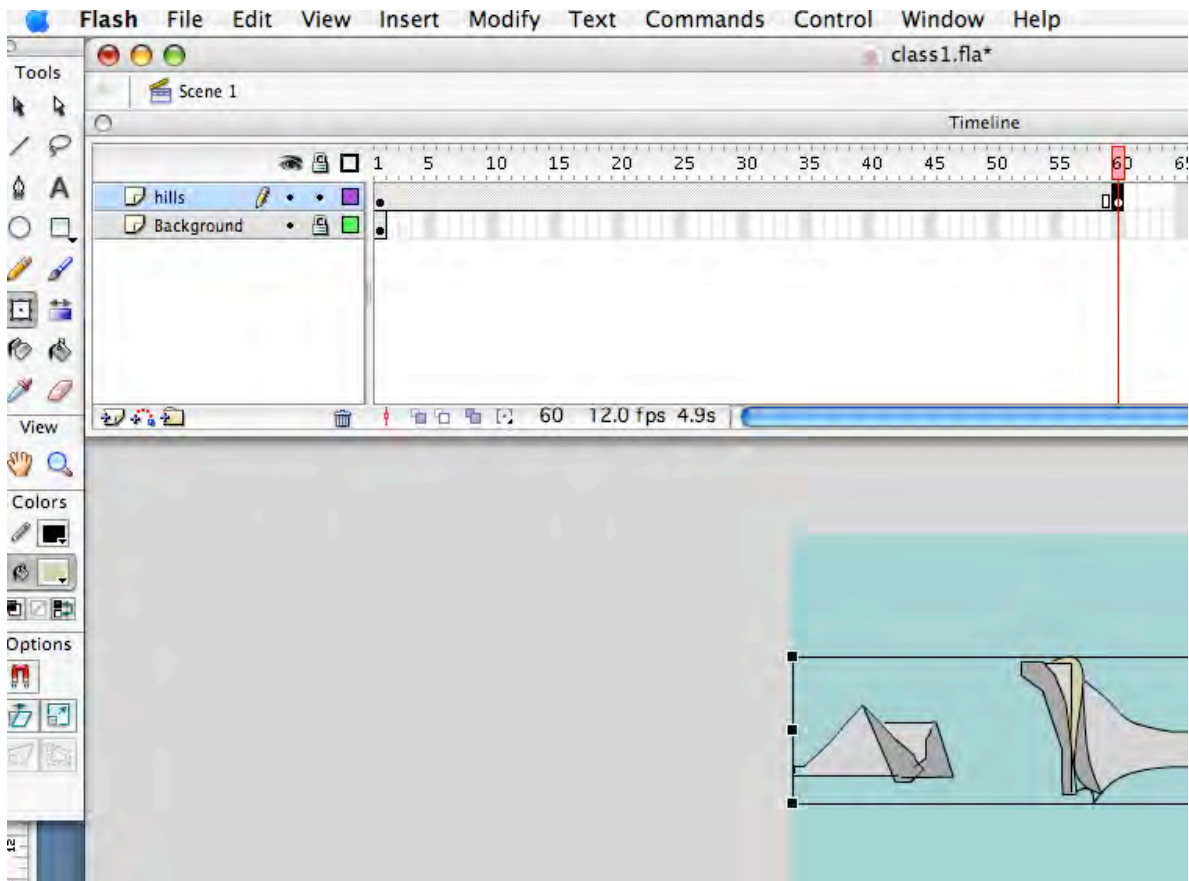 Flash File Edit View Insert Modify Text Commands Control Window Help
class1.fla*
Tools
Scene 1
Timeline
1 5 10 15 20 25 30 35 40 45 50 55 60 65
hills
Background
60 12.0 fps 4.9s
View
Colors
Options
12